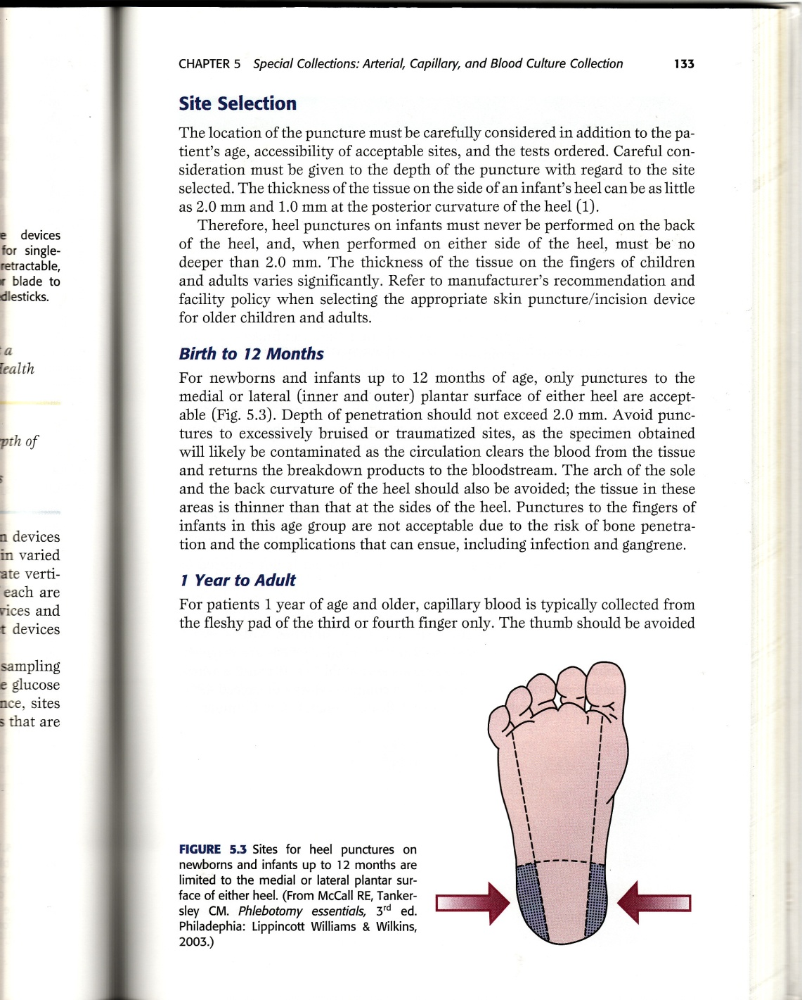 e devices
for single-
retractable,
r blade to
dlesticks.
a
Health
pth of
s
n devices
in varied
ate verti-
each are
vices and
t devices
sampling
e glucose
nce, sites
s that are
CHAPTER 5 Special Collections: Arterial, Capillary, and Blood Culture Collection 133
Site Selection
The location of the puncture must be carefully considered in addition to the pa-
tient's age, accessibility of acceptable sites, and the tests ordered. Careful con-
sideration must be given to the depth of the puncture with regard to the site
selected. The thickness of the tissue on the side of an infant's heel can be as little
as 2.0 mm and 1.0 mm at the posterior curvature of the heel (1).
Therefore, heel punctures on infants must never be performed on the back
of the heel, and, when performed on either side of the heel, must be no
deeper than 2.0 mm. The thickness of the tissue on the fingers of children
and adults varies significantly. Refer to manufacturer's recommendation and
facility policy when selecting the appropriate skin puncture/incision device
for older children and adults.
Birth to 12 Months
For newborns and infants up to 12 months of age, only punctures to the
medial or lateral (inner and outer) plantar surface of either heel are accept-
able (Fig. 5.3). Depth of penetration should not exceed 2.0 mm. Avoid punc-
tures to excessively bruised or traumatized sites, as the specimen obtained
will likely be contaminated as the circulation clears the blood from the tissue
and returns the breakdown products to the bloodstream. The arch of the sole
and the back curvature of the heel should also be avoided; the tissue in these
areas is thinner than that at the sides of the heel. Punctures to the fingers of
infants in this age group are not acceptable due to the risk of bone penetra-
tion and the complications that can ensue, including infection and gangrene.
1 Year to Adult
For patients 1 year of age and older, capillary blood is typically collected from
the fleshy pad of the third or fourth finger only. The thumb should be avoided
FIGURE 5.3 Sites for heel punctures on
newborns and infants up to 12 months are
limited to the medial or lateral plantar sur-
face of either heel. (From McCall RE, Tanker-
sley CM. Phlebotomy essentials, 3rd ed.
Philadephia: Lippincott Williams & Wilkins,
2003.)